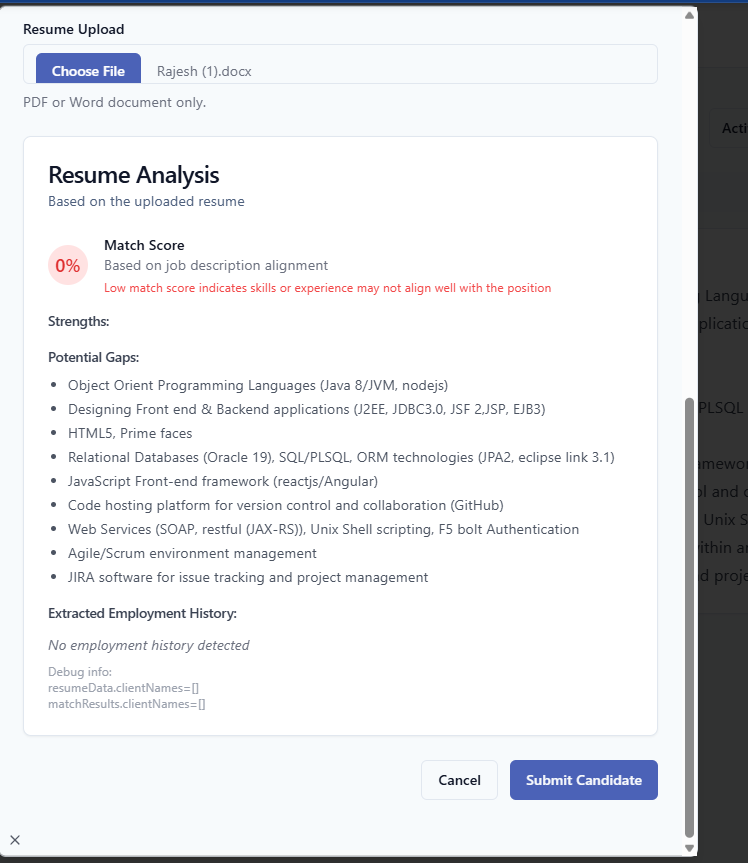 Resume Upload
Choose File Rajesh (1).docx
PDF or Word document only.
Resume Analysis
Based on the uploaded resume
0%
Match Score
Based on job description alignment
Low match score indicates skills or experience may not align well with the position
Strengths:
Potential Gaps:
• Object Orient Programming Languages (Java 8/JVM, nodejs)
• Designing Front end & Backend applications (J2EE, JDBC3.0, JSF 2,JSP, EJB3)
• HTML5, Prime faces
• Relational Databases (Oracle 19), SQL/PLSQL, ORM technologies (JPA2, eclipse link 3.1)
• JavaScript Front-end framework (reactjs/Angular)
• Code hosting platform for version control and collaboration (GitHub)
• Web Services (SOAP, restful (JAX-RS)), Unix Shell scripting, F5 bolt Authentication
• Agile/Scrum environment management
• JIRA software for issue tracking and project management
Extracted Employment History:
No employment history detected
Debug info:
resumeData.clientNames=[]
matchResults.clientNames=[]
Cancel Submit Candidate
Acti
PLSQL
Unix S